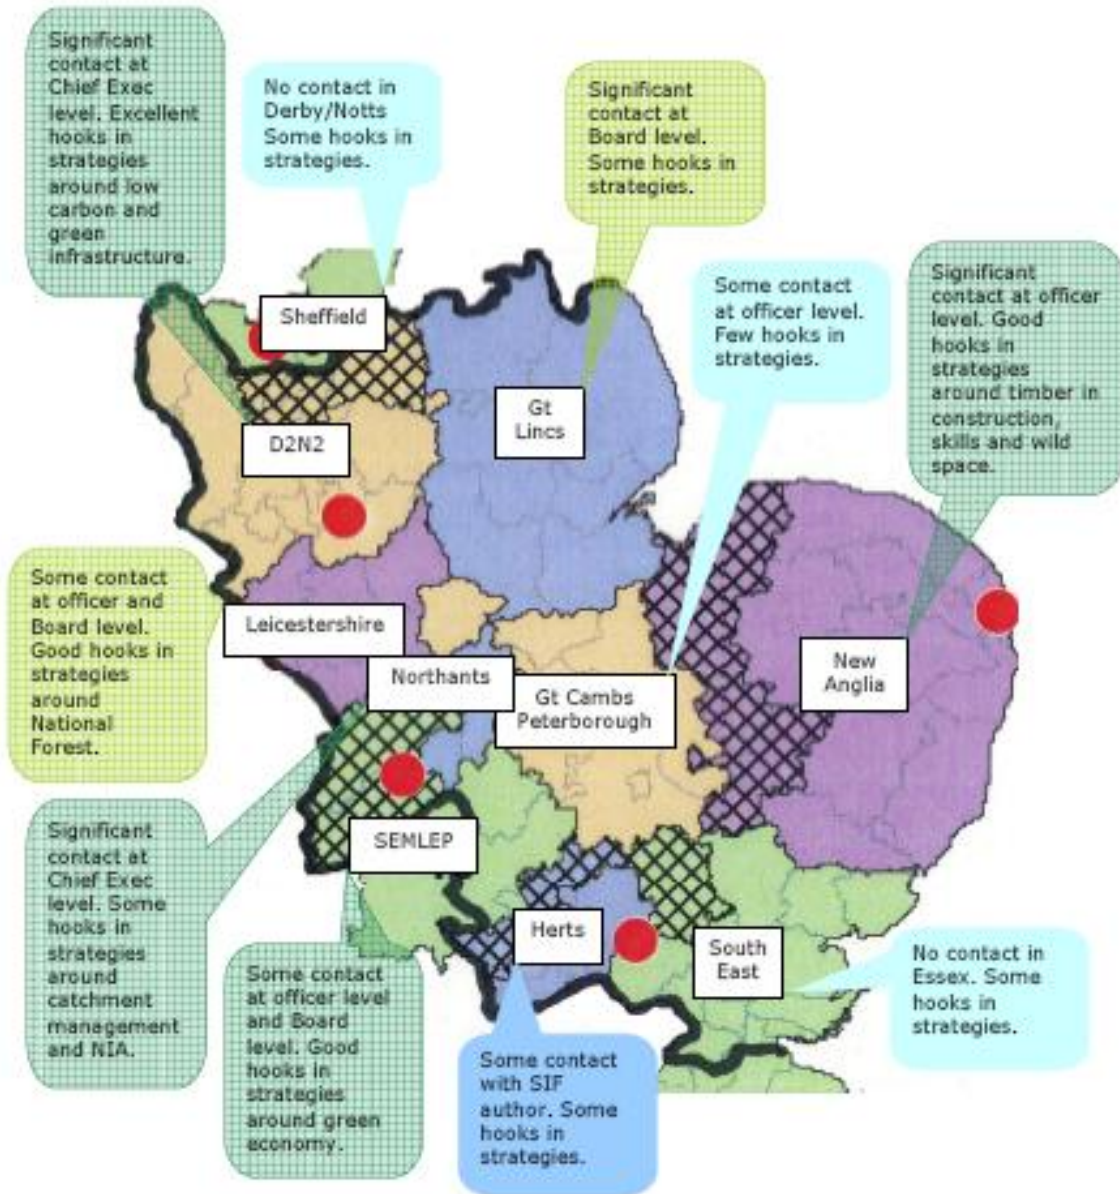 Significant
contact at
Chief Exec
level. Excellent
hooks in
strategies
around low
carbon and
green
infrastructure.
No contact in
Derby/Notts
Some hooks in
strategies.
Significant
contact at
Board level.
Some hooks in
strategies.
Some contact
at officer level.
Few hooks in
strategies.
Significant
contact at officer
level. Good
hooks in
strategies
around timber in
construction,
skills and wild
space.
Sheffield
D2N2
Gt
Lincs
Some contact
at officer and
Board level.
Good hooks in
strategies
around
National
Forest.
Leicestershire
Northants
Gt Cambs
Peterborough
New
Anglia
Significant
contact at
Chief Exec
level. Some
hooks in
strategies
around
catchment
management
and NIA.
SEMLEP
Herts
South
East
Some contact
at officer level
and Board
level. Good
hooks in
strategies
around green
economy.
Some contact
with SIF
author. Some
hooks in
strategies.
No contact in
Essex. Some
hooks in
strategies.